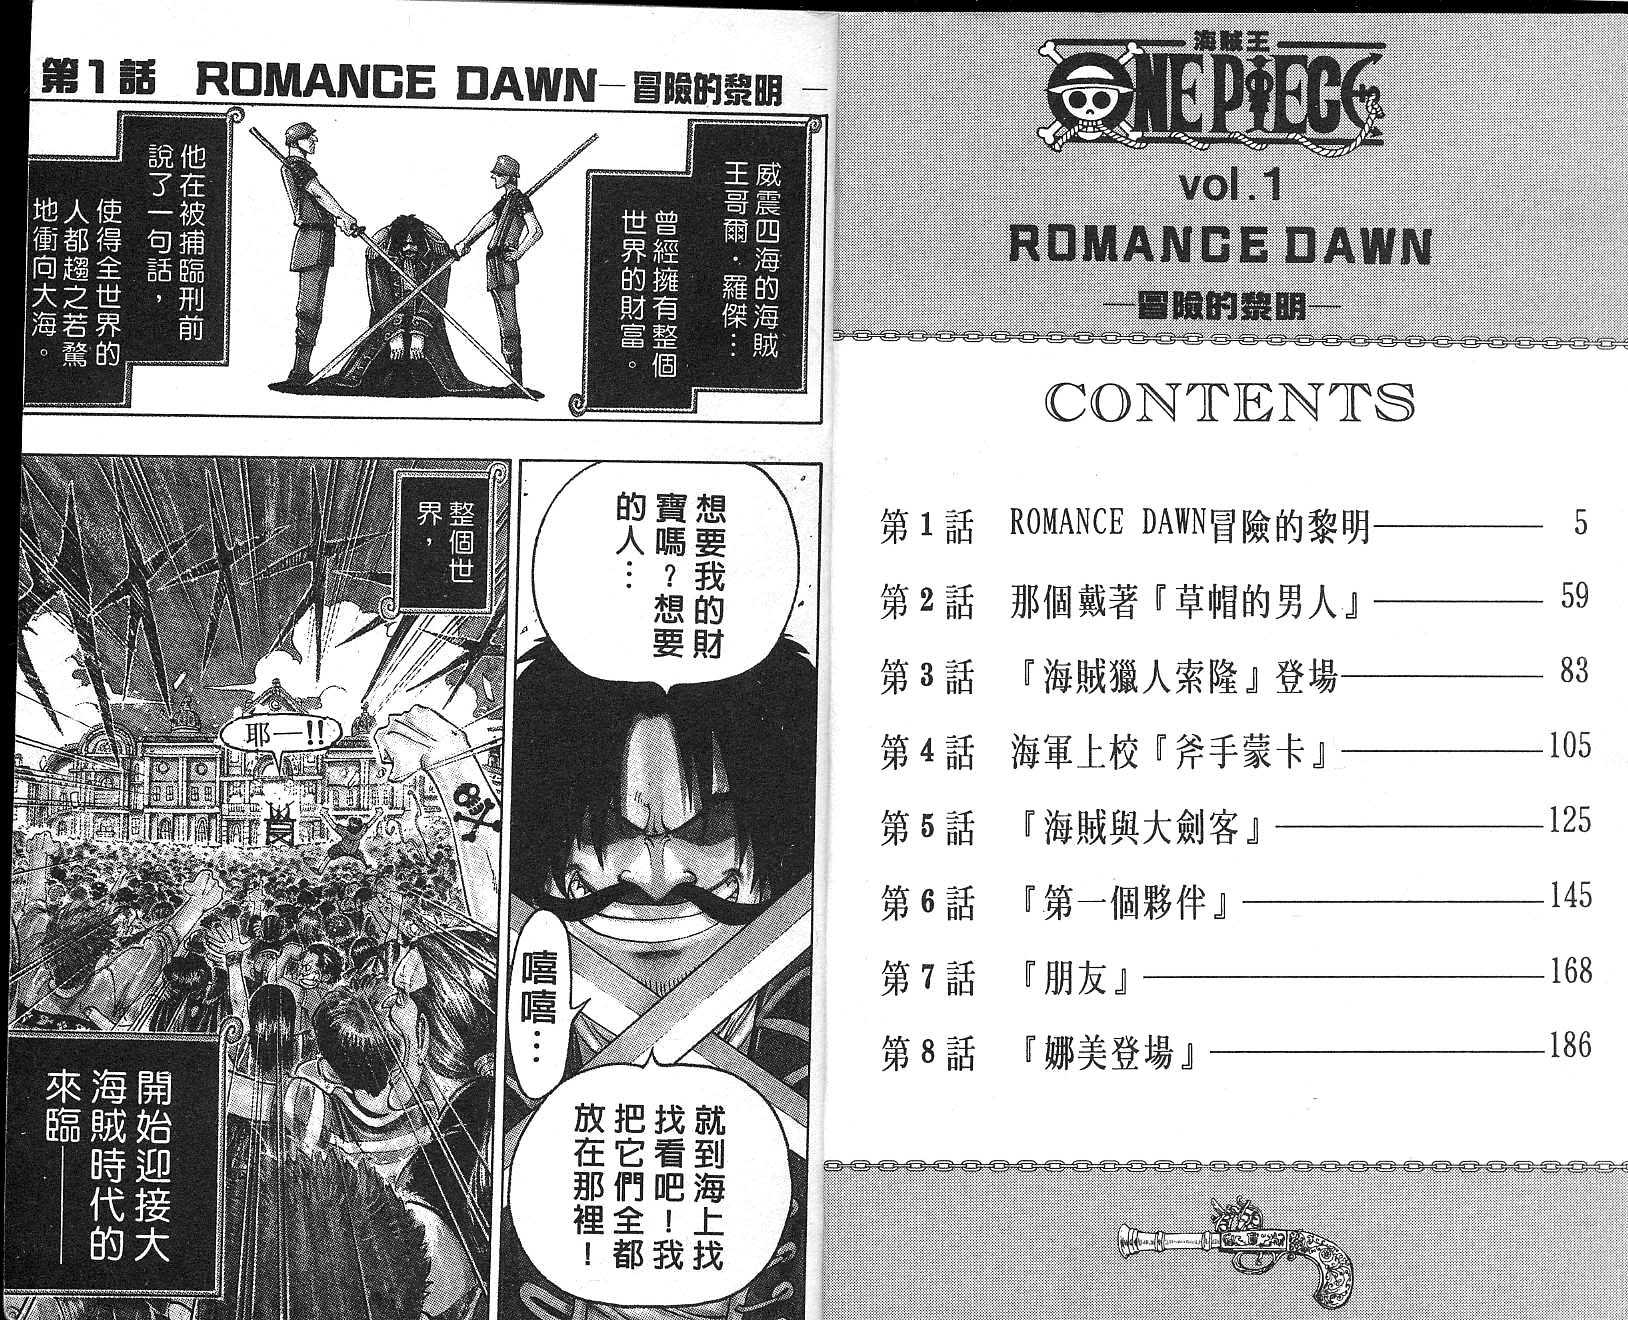 海賊王
ONE PIECE
vol.1
ROMANCE DAWN
—冒險的黎明—
CONTENTS
第1話 ROMANCE DAWN冒險的黎明 5
第2話 那個戴著『草帽的男人』 59
第3話 『海賊獵人索隆』登場 83
第4話 海軍上校『斧手蒙卡』 105
第5話 『海賊與大劍客』 125
第6話 『第一個夥伴』 145
第7話 『朋友』 168
第8話 『娜美登場』 186
第1話 ROMANCE DAWN—冒險的黎明—
威震四海的海賊
王哥爾·羅傑…
曾經擁有整個
世界的財富。
他在被捕臨刑前
說了一句話，
使得全世界的
人都趨之若鶩
地衝向大海。
想要我的財
寶嗎？想要
的人…
嘻嘻…
就到海上找
找看吧！我
把它們全都
放在那裡！
整個世
界，
耶—!!
開始迎接大
海賊時代的
來臨——